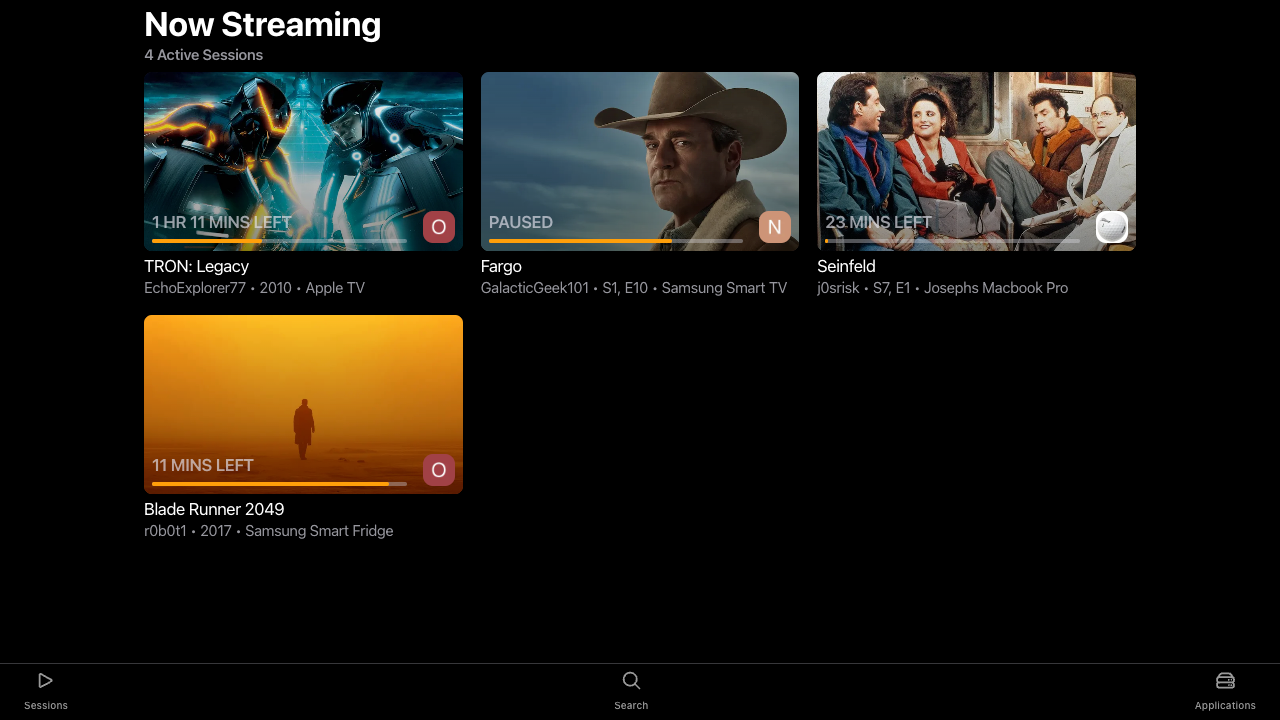 Now Streaming
4 Active Sessions
1 HR 11 MINS LEFT
O
TRON: Legacy
EchoExplorer77 • 2010 • Apple TV
PAUSED
N
Fargo
GalacticGeek101 • S1, E10 • Samsung Smart TV
23 MINS LEFT
Seinfeld
j0srisk • S7, E1 • Josephs Macbook Pro
11 MINS LEFT
O
Blade Runner 2049
r0b0t1 • 2017 • Samsung Smart Fridge
Sessions
Search
Applications